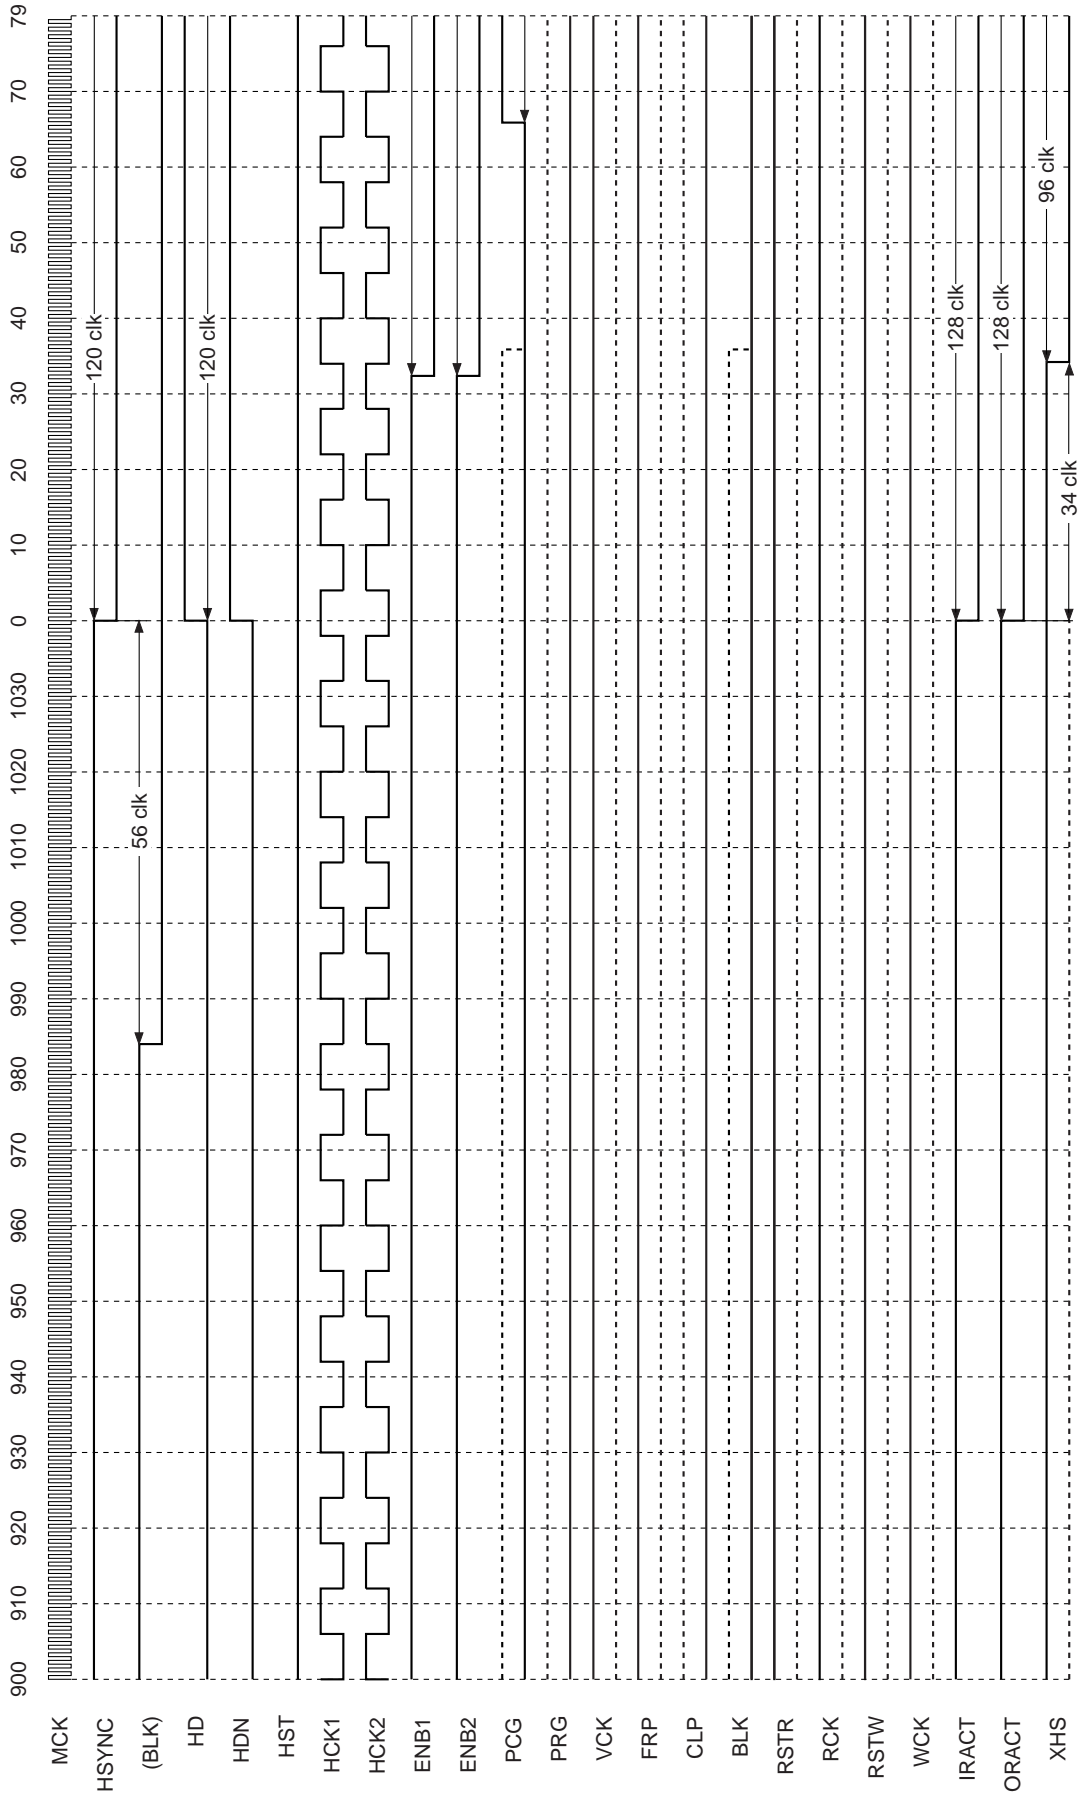 900 910 920 930 940 950 960 970 980 990 1000 1010 1020 1030 0 10 20 30 40 50 60 70 79
MCK
HSYNC 120 clk
(BLK) 56 clk
HD 120 clk
HDN
HST
HCK1
HCK2
ENB1
ENB2
PCG
PRG
VCK
FRP
CLP
BLK
RSTR
RCK
RSTW
WCK
IRACT 128 clk
ORACT 128 clk
XHS 96 clk
34 clk